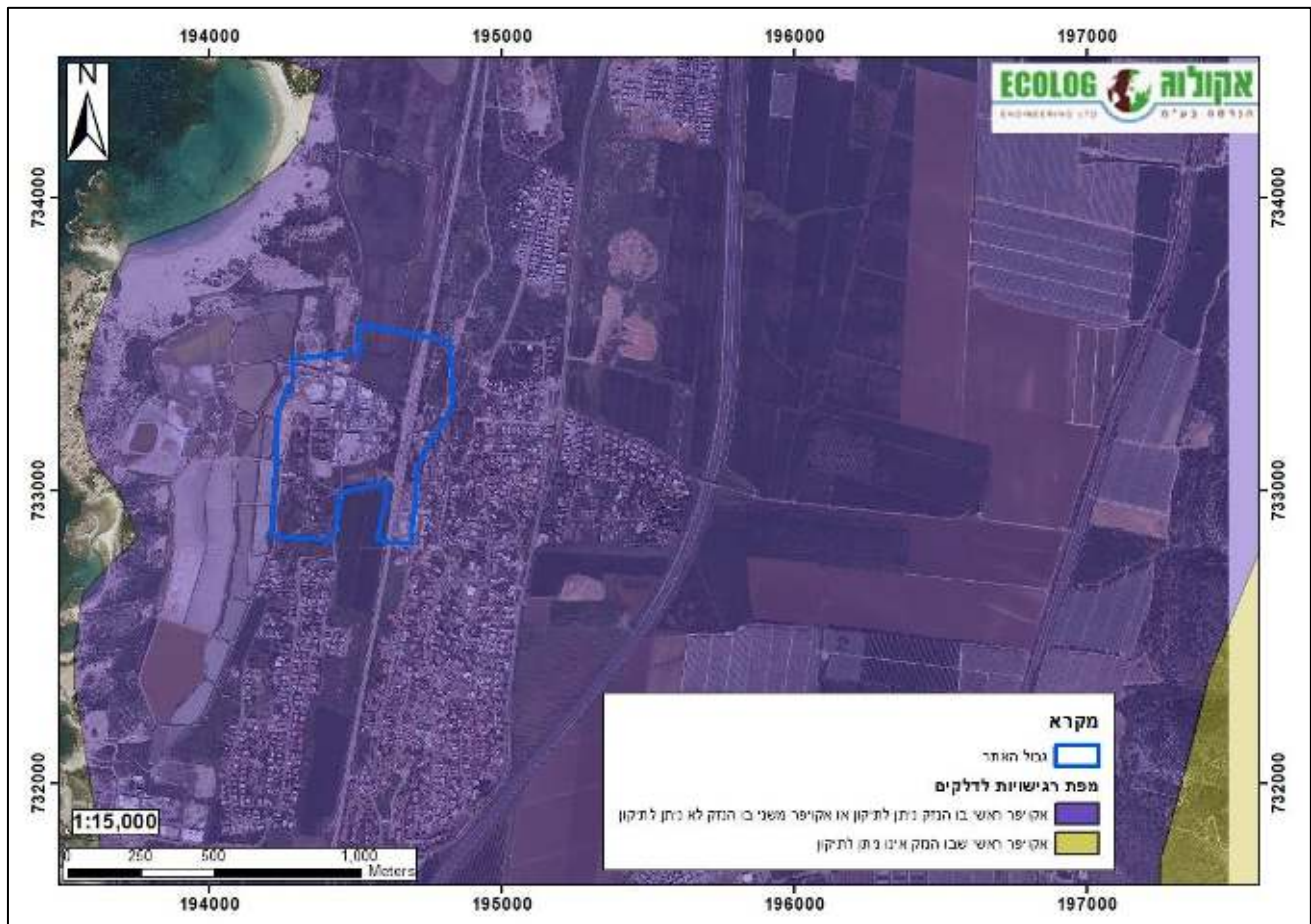 194000 195000 196000 197000
N
ECOLOG אקולוג
ENGINEERING LTD הנדסה בע"מ
734000 734000
733000 733000
732000 732000
מקרא
גבול האתר
מפת רגישויות לדלקים
אקויפר ראשי בו הנזק ניתן לתיקון או אקויפר משני בו הנזק לא ניתן לתיקון
אקויפר ראשי שבו הנזק אינו ניתן לתיקון
1:15,000
0 250 500 1,000
Meters
194000 195000 196000 197000